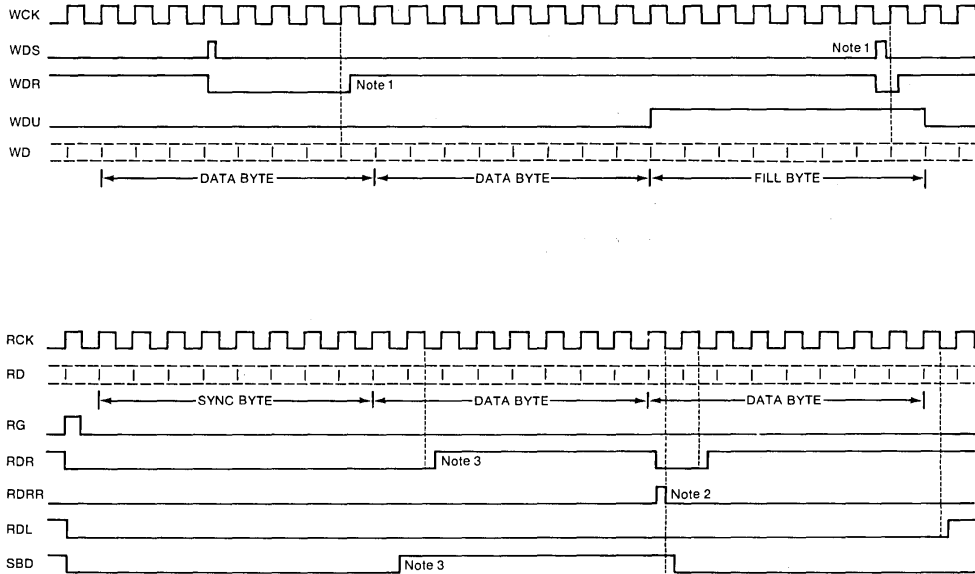 WCK
WDS
Note 1
WDR
Note 1
WDU
WD
DATA BYTE
DATA BYTE
FILL BYTE
RCK
RD
SYNC BYTE
DATA BYTE
DATA BYTE
RG
RDR
Note 3
RDRR
Note 2
RDL
SBD
Note 3